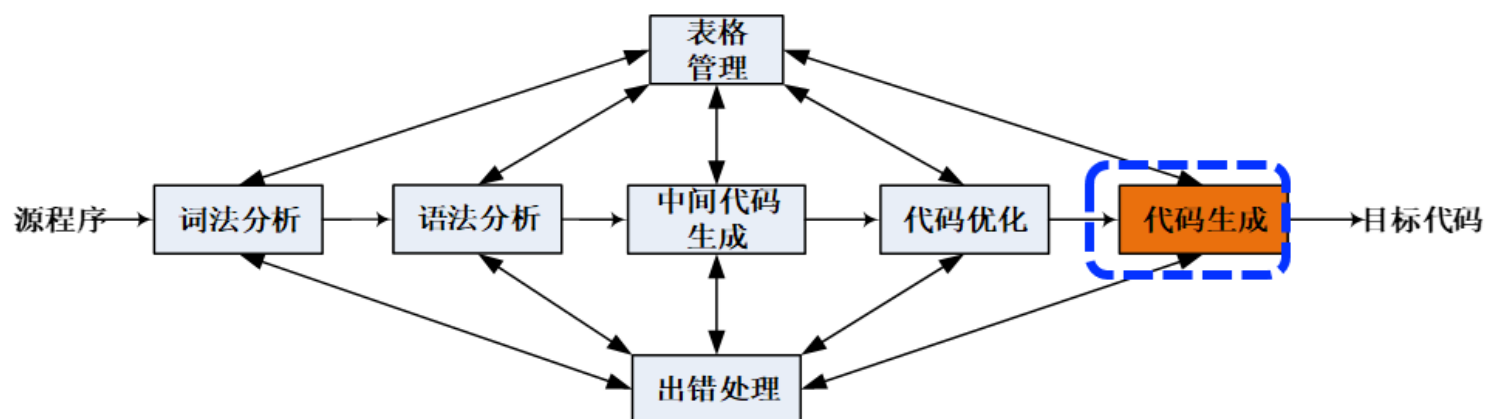 表格
管理
源程序
词法分析
语法分析
中间代码
生成
代码优化
代码生成
目标代码
出错处理